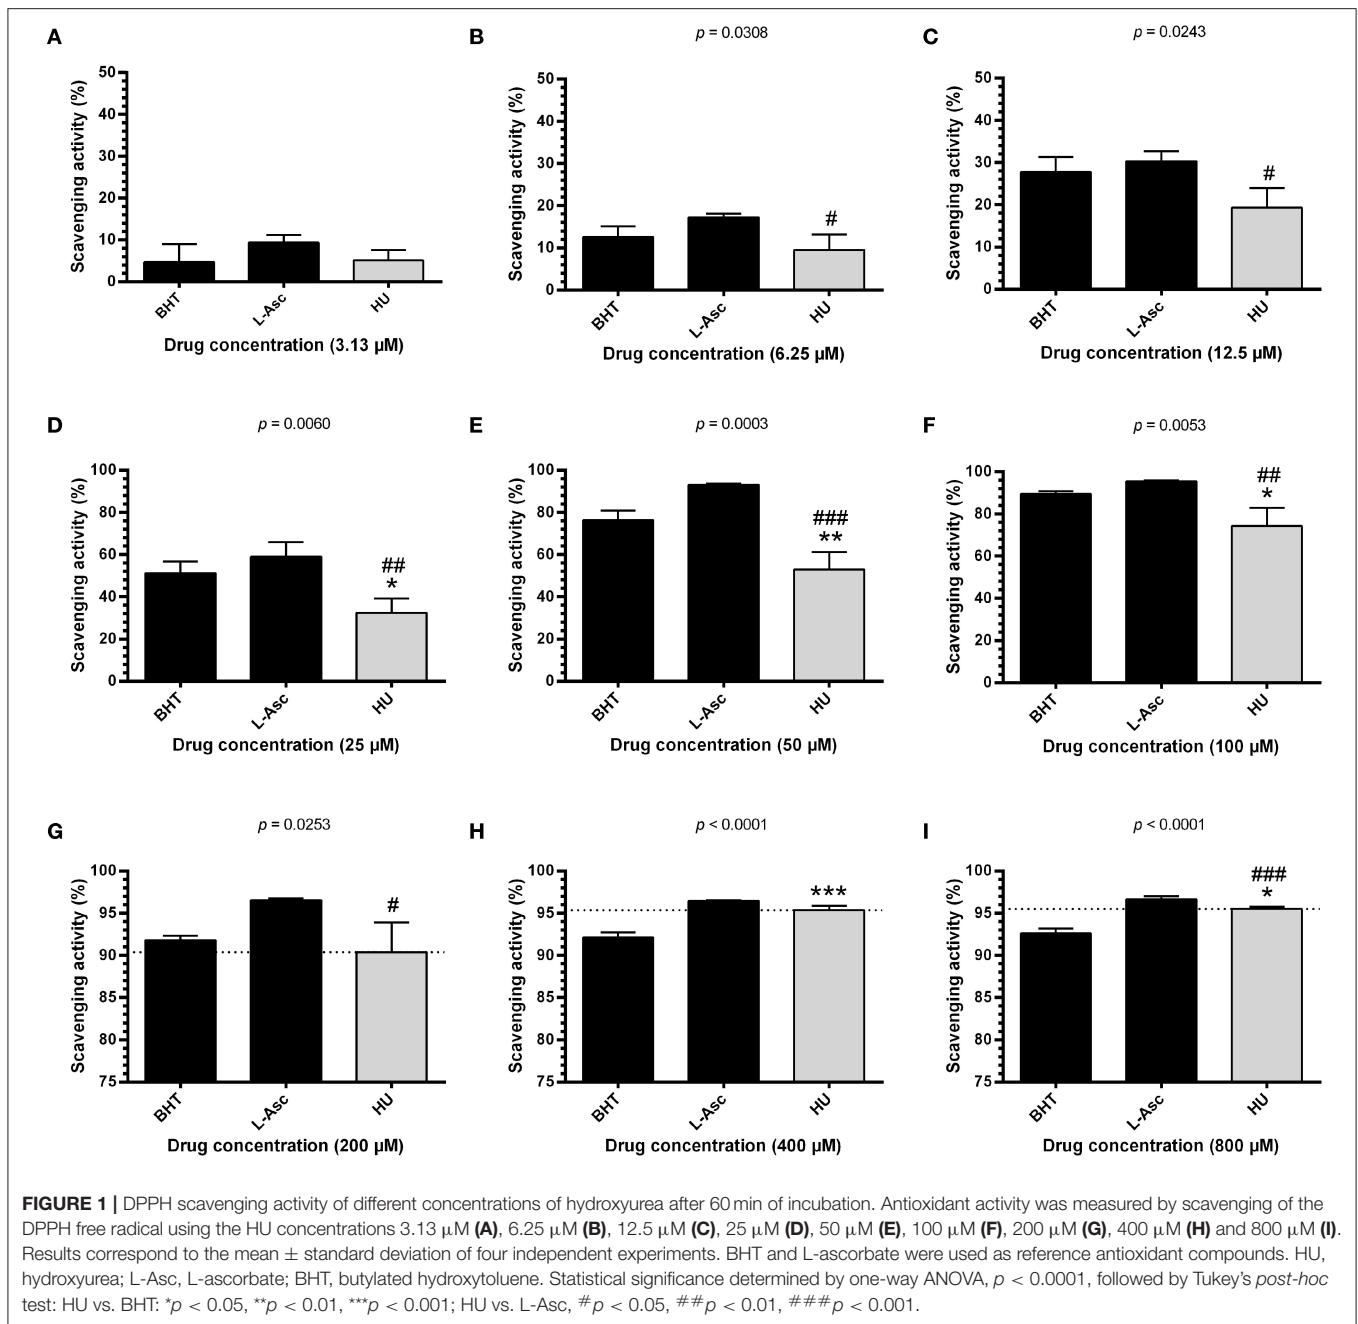 A
50
40
30
20
10
0
Scavenging activity (%)
BHT
L-Asc
HU
Drug concentration (3.13 µM)
B
p = 0.0308
50
40
30
20
10
0
Scavenging activity (%)
#
BHT
L-Asc
HU
Drug concentration (6.25 µM)
C
p = 0.0243
50
40
30
20
10
0
Scavenging activity (%)
#
BHT
L-Asc
HU
Drug concentration (12.5 µM)
D
p = 0.0060
100
80
60
40
20
0
Scavenging activity (%)
##
*
BHT
L-Asc
HU
Drug concentration (25 µM)
E
p = 0.0003
100
80
60
40
20
0
Scavenging activity (%)
###
**
BHT
L-Asc
HU
Drug concentration (50 µM)
F
p = 0.0053
100
80
60
40
20
0
Scavenging activity (%)
##
*
BHT
L-Asc
HU
Drug concentration (100 µM)
G
p = 0.0253
100
95
90
85
80
75
Scavenging activity (%)
#
BHT
L-Asc
HU
Drug concentration (200 µM)
H
p < 0.0001
100
95
90
85
80
75
Scavenging activity (%)
***
BHT
L-Asc
HU
Drug concentration (400 µM)
I
p < 0.0001
100
95
90
85
80
75
Scavenging activity (%)
###
*
BHT
L-Asc
HU
Drug concentration (800 µM)
FIGURE 1 | DPPH scavenging activity of different concentrations of hydroxyurea after 60 min of incubation. Antioxidant activity was measured by scavenging of the
DPPH free radical using the HU concentrations 3.13 µM (A), 6.25 µM (B), 12.5 µM (C), 25 µM (D), 50 µM (E), 100 µM (F), 200 µM (G), 400 µM (H) and 800 µM (I).
Results correspond to the mean ± standard deviation of four independent experiments. BHT and L-ascorbate were used as reference antioxidant compounds. HU,
hydroxyurea; L-Asc, L-ascorbate; BHT, butylated hydroxytoluene. Statistical significance determined by one-way ANOVA, p < 0.0001, followed by Tukey's post-hoc
test: HU vs. BHT: *p < 0.05, **p < 0.01, ***p < 0.001; HU vs. L-Asc, #p < 0.05, ##p < 0.01, ###p < 0.001.